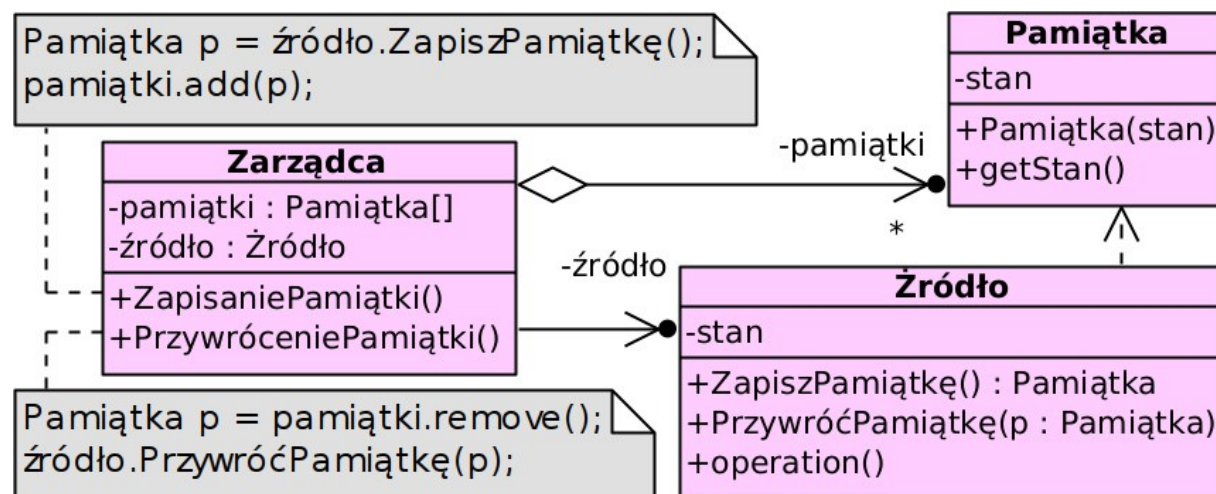 Pamiątka p = źródło.ZapiszPamiątkę();
pamiątki.add(p);
Pamiątka
-stan
+Pamiątka(stan)
+getStan()
-pamiątki
*
Zarządca
-pamiątki : Pamiątka[]
-źródło : Żródło
+ZapisaniePamiątki()
+PrzywróceniePamiątki()
-źródło
Żródło
-stan
+ZapiszPamiątkę() : Pamiątka
+PrzywróćPamiątkę(p : Pamiątka)
+operation()
Pamiątka p = pamiątki.remove();
źródło.PrzywróćPamiątkę(p);